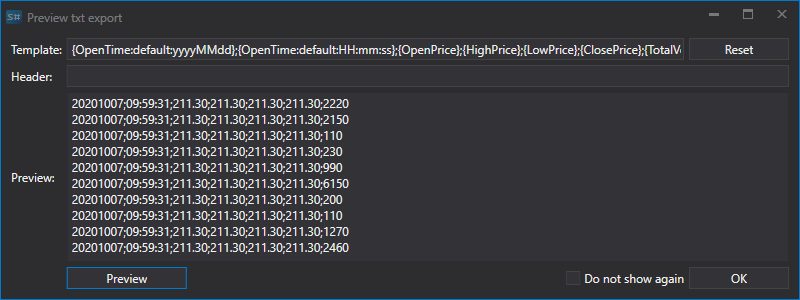 S# Preview txt export
Template: {OpenTime:default:yyyyMMdd};{OpenTime:default:HH:mm:ss};{OpenPrice};{HighPrice};{LowPrice};{ClosePrice};{TotalV Reset
Header:
Preview:
20201007;09:59:31;211.30;211.30;211.30;211.30;2220
20201007;09:59:31;211.30;211.30;211.30;211.30;2150
20201007;09:59:31;211.30;211.30;211.30;211.30;110
20201007;09:59:31;211.30;211.30;211.30;211.30;230
20201007;09:59:31;211.30;211.30;211.30;211.30;990
20201007;09:59:31;211.30;211.30;211.30;211.30;6150
20201007;09:59:31;211.30;211.30;211.30;211.30;200
20201007;09:59:31;211.30;211.30;211.30;211.30;110
20201007;09:59:31;211.30;211.30;211.30;211.30;1270
20201007;09:59:31;211.30;211.30;211.30;211.30;2460
Preview Do not show again OK